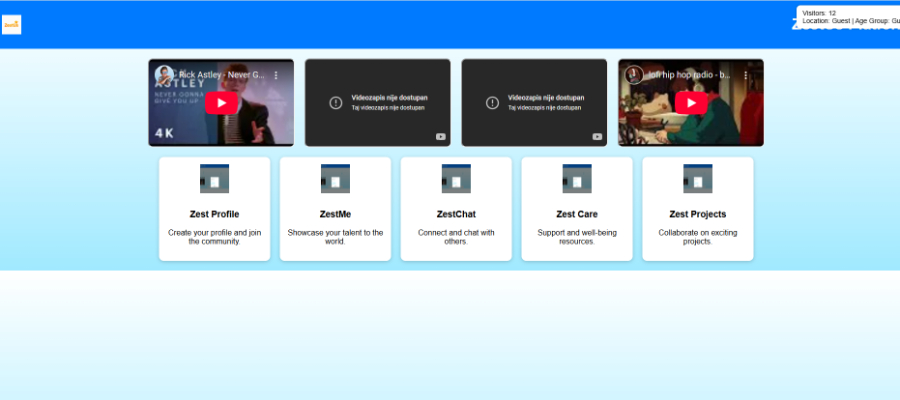 Visitors: 12
Location: Guest | Age Group: Gu
Rick Astley - Never G...
ASTLEY
NEVER GONNA
GIVE YOU UP
4K
Videozapis nije dostupan
Taj videozapis nije dostupan
Videozapis nije dostupan
Taj videozapis nije dostupan
lofi hip hop radio - b...
Zest Profile
Create your profile and join
the community.
ZestMe
Showcase your talent to the
world.
ZestChat
Connect and chat with
others.
Zest Care
Support and well-being
resources.
Zest Projects
Collaborate on exciting
projects.